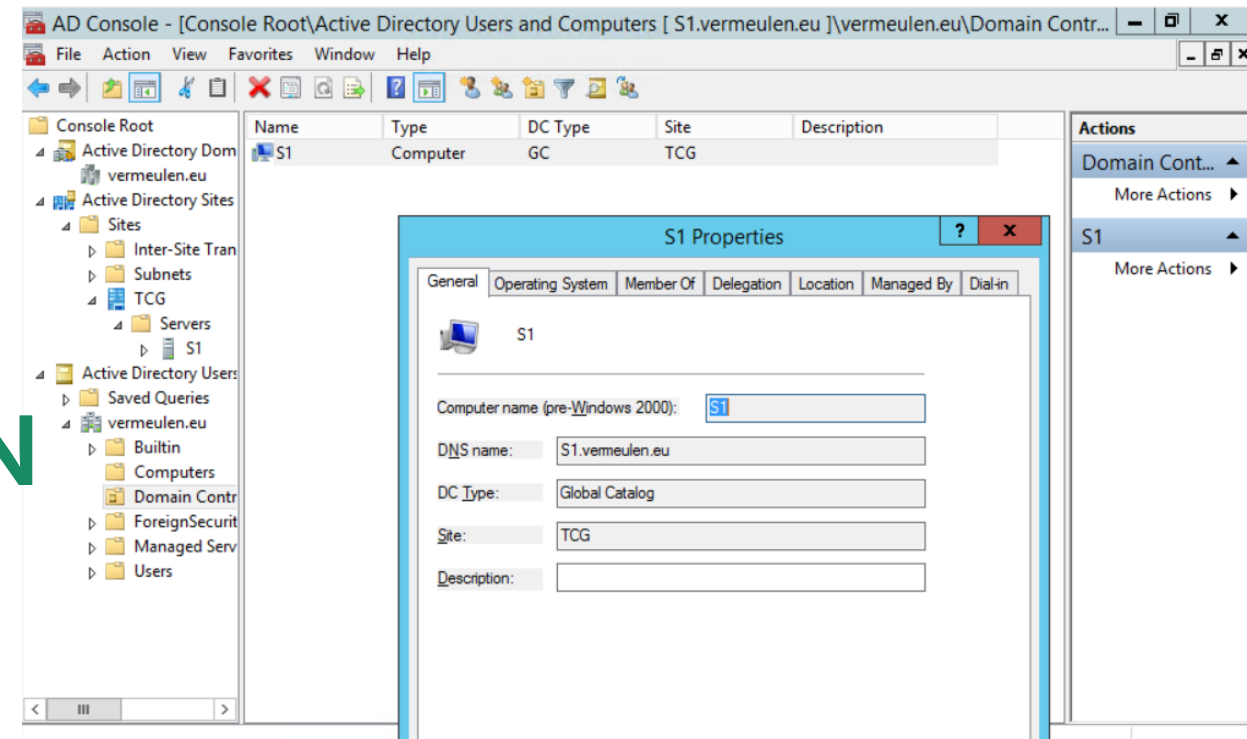 AD Console - [Console Root\Active Directory Users and Computers [ S1.vermeulen.eu ]\vermeulen.eu\Domain Contr...
File Action View Favorites Window Help
Console Root
Active Directory Dom
vermeulen.eu
Active Directory Sites
Sites
Inter-Site Tran
Subnets
TCG
Servers
S1
Active Directory Users
Saved Queries
vermeulen.eu
Builtin
Computers
Domain Contr
ForeignSecurit
Managed Serv
Users
N
Name Type DC Type Site Description
S1 Computer GC TCG
S1 Properties
? x
General Operating System Member Of Delegation Location Managed By Dial-in
S1
Computer name (pre-Windows 2000): S1
DNS name: S1.vermeulen.eu
DC Type: Global Catalog
Site: TCG
Description:
Actions
Domain Cont...
More Actions
S1
More Actions